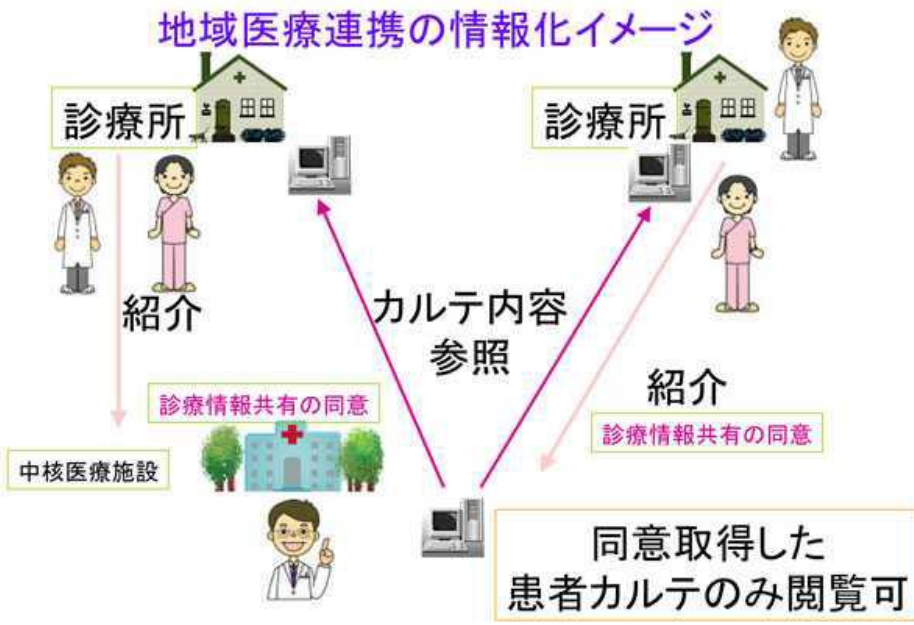 地域医療連携の情報化イメージ
診療所
診療所
紹介
カルテ内容
参照
紹介
診療情報共有の同意
診療情報共有の同意
中核医療施設
同意取得した
患者カルテのみ閲覧可